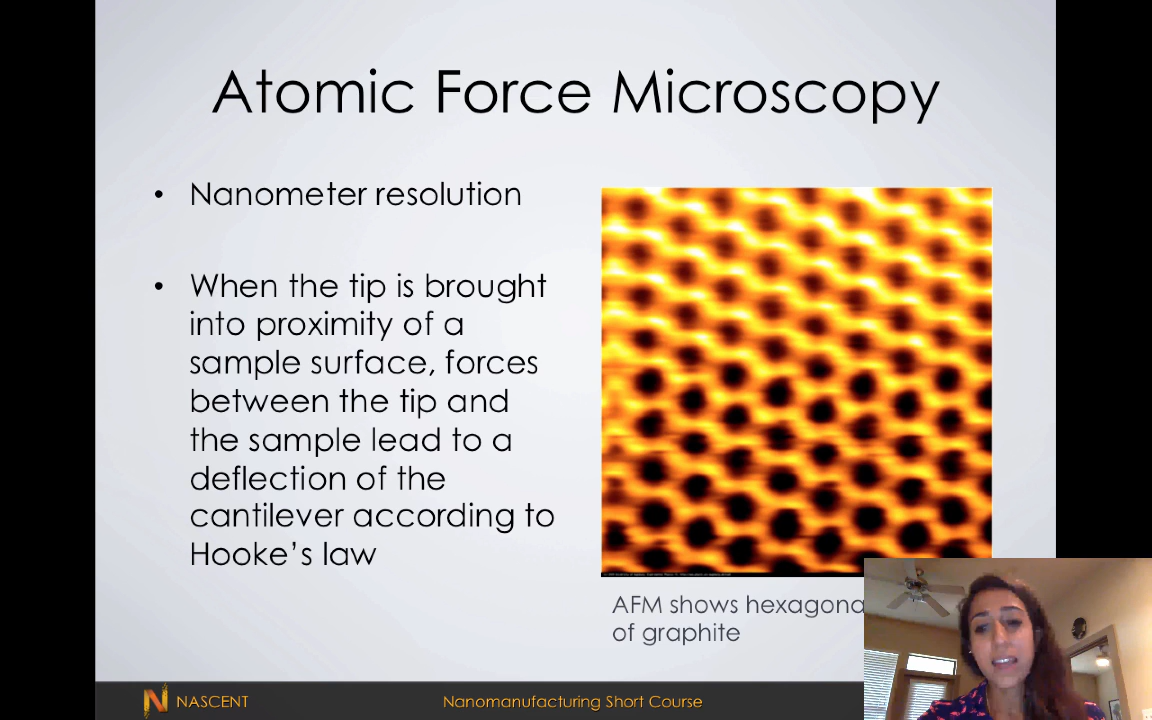 Atomic Force Microscopy
• Nanometer resolution
• When the tip is brought
into proximity of a
sample surface, forces
between the tip and
the sample lead to a
deflection of the
cantilever according to
Hooke’s law
AFM shows hexagona
of graphite
NASCENT
Nanomanufacturing Short Course